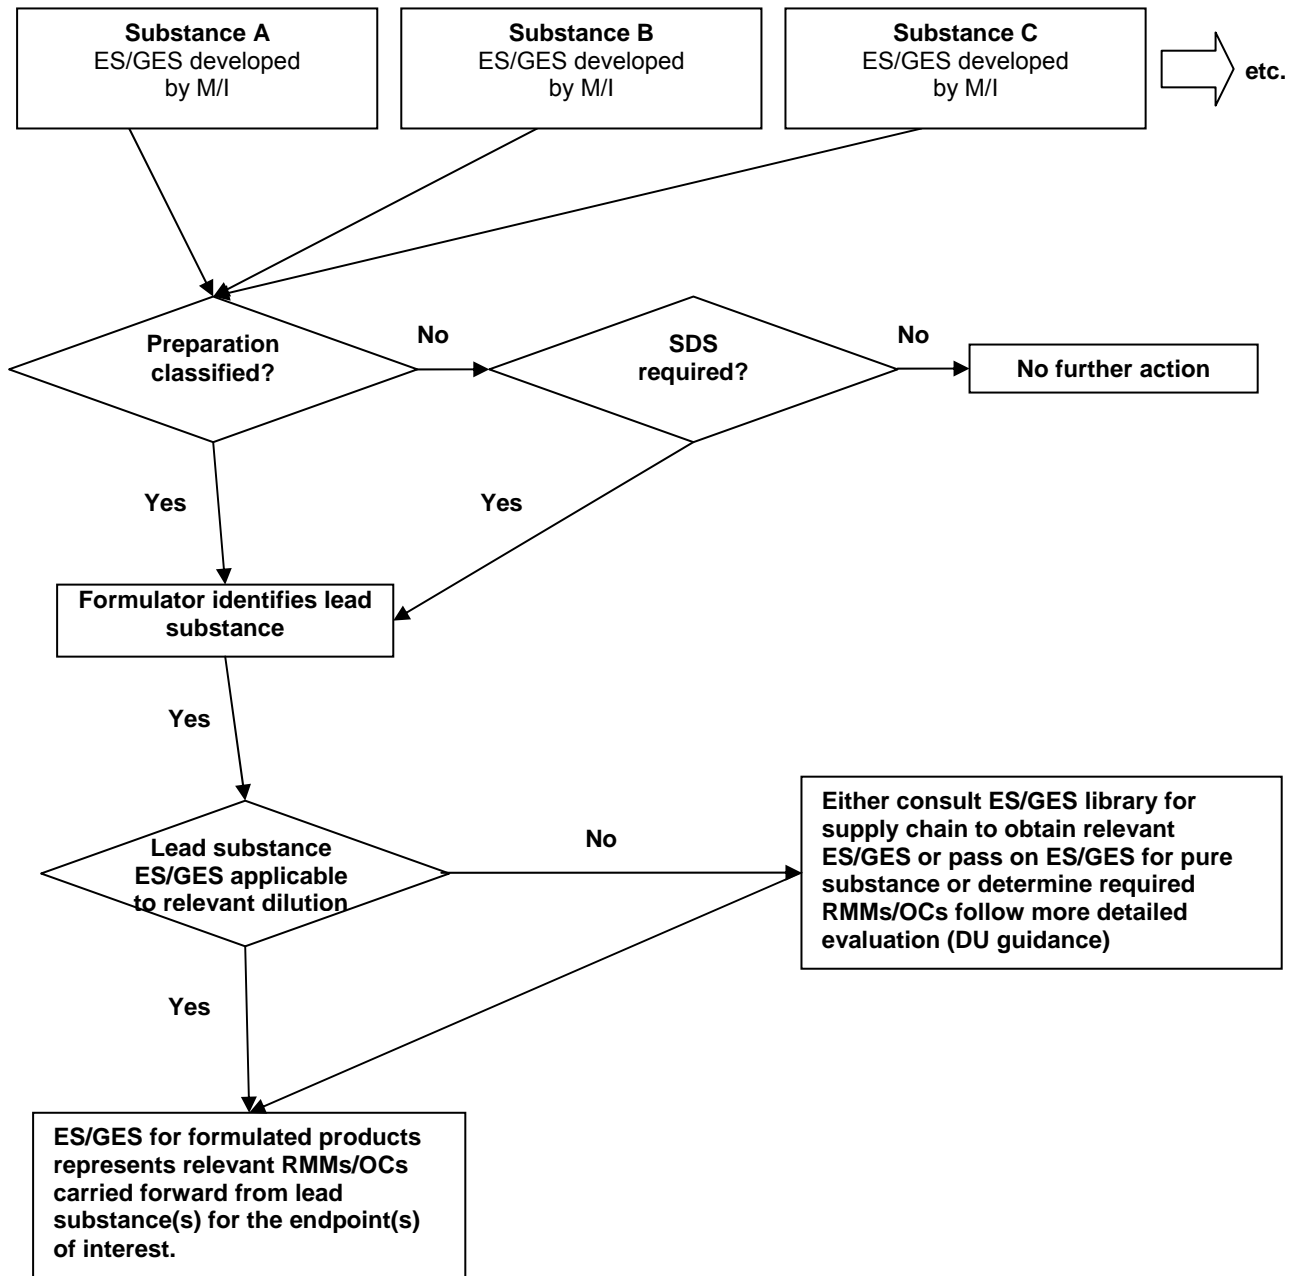 Substance A
ES/GES developed
by M/I
Substance B
ES/GES developed
by M/I
Substance C
ES/GES developed
by M/I
etc.
Preparation
classified?
No
SDS
required?
No
No further action
Yes
Yes
Formulator identifies lead
substance
Yes
Lead substance
ES/GES applicable
to relevant dilution
No
Either consult ES/GES library for
supply chain to obtain relevant
ES/GES or pass on ES/GES for pure
substance or determine required
RMMs/OCs follow more detailed
evaluation (DU guidance)
Yes
ES/GES for formulated products
represents relevant RMMs/OCs
carried forward from lead
substance(s) for the endpoint(s)
of interest.